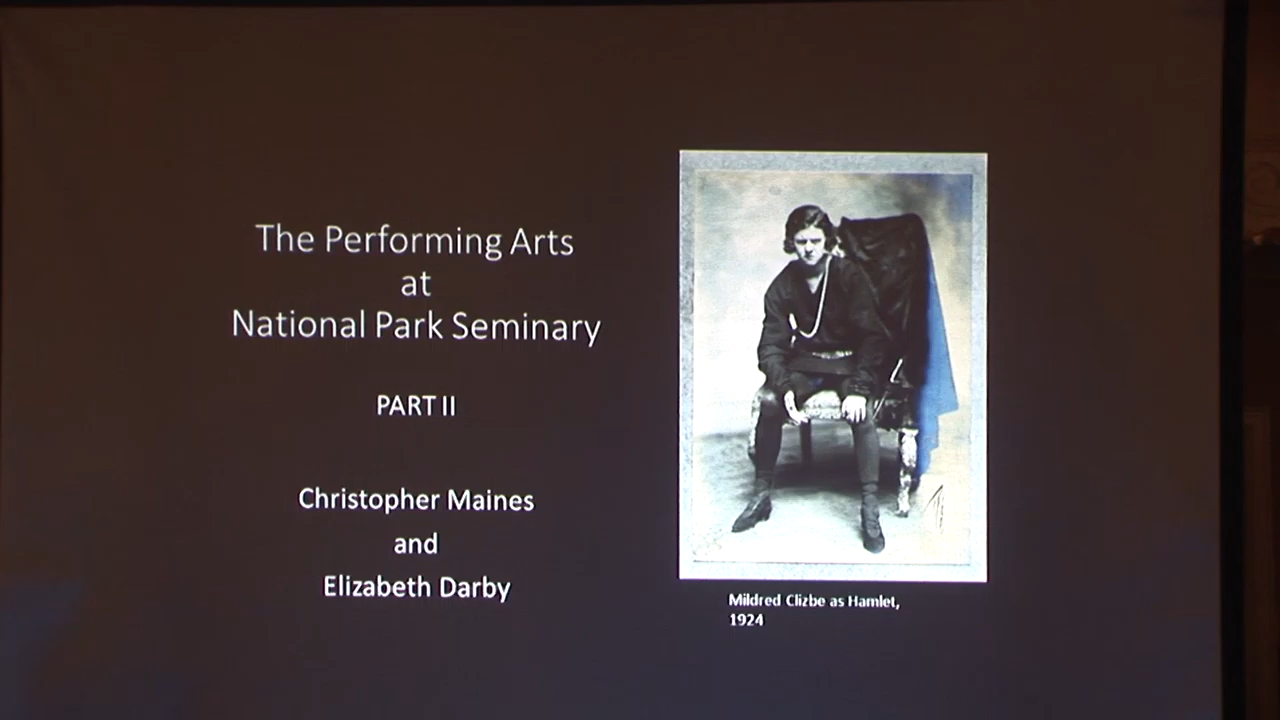 The Performing Arts
at
National Park Seminary
PART II
Christopher Maines
and
Elizabeth Darby
Mildred Clizbe as Hamlet,
1924